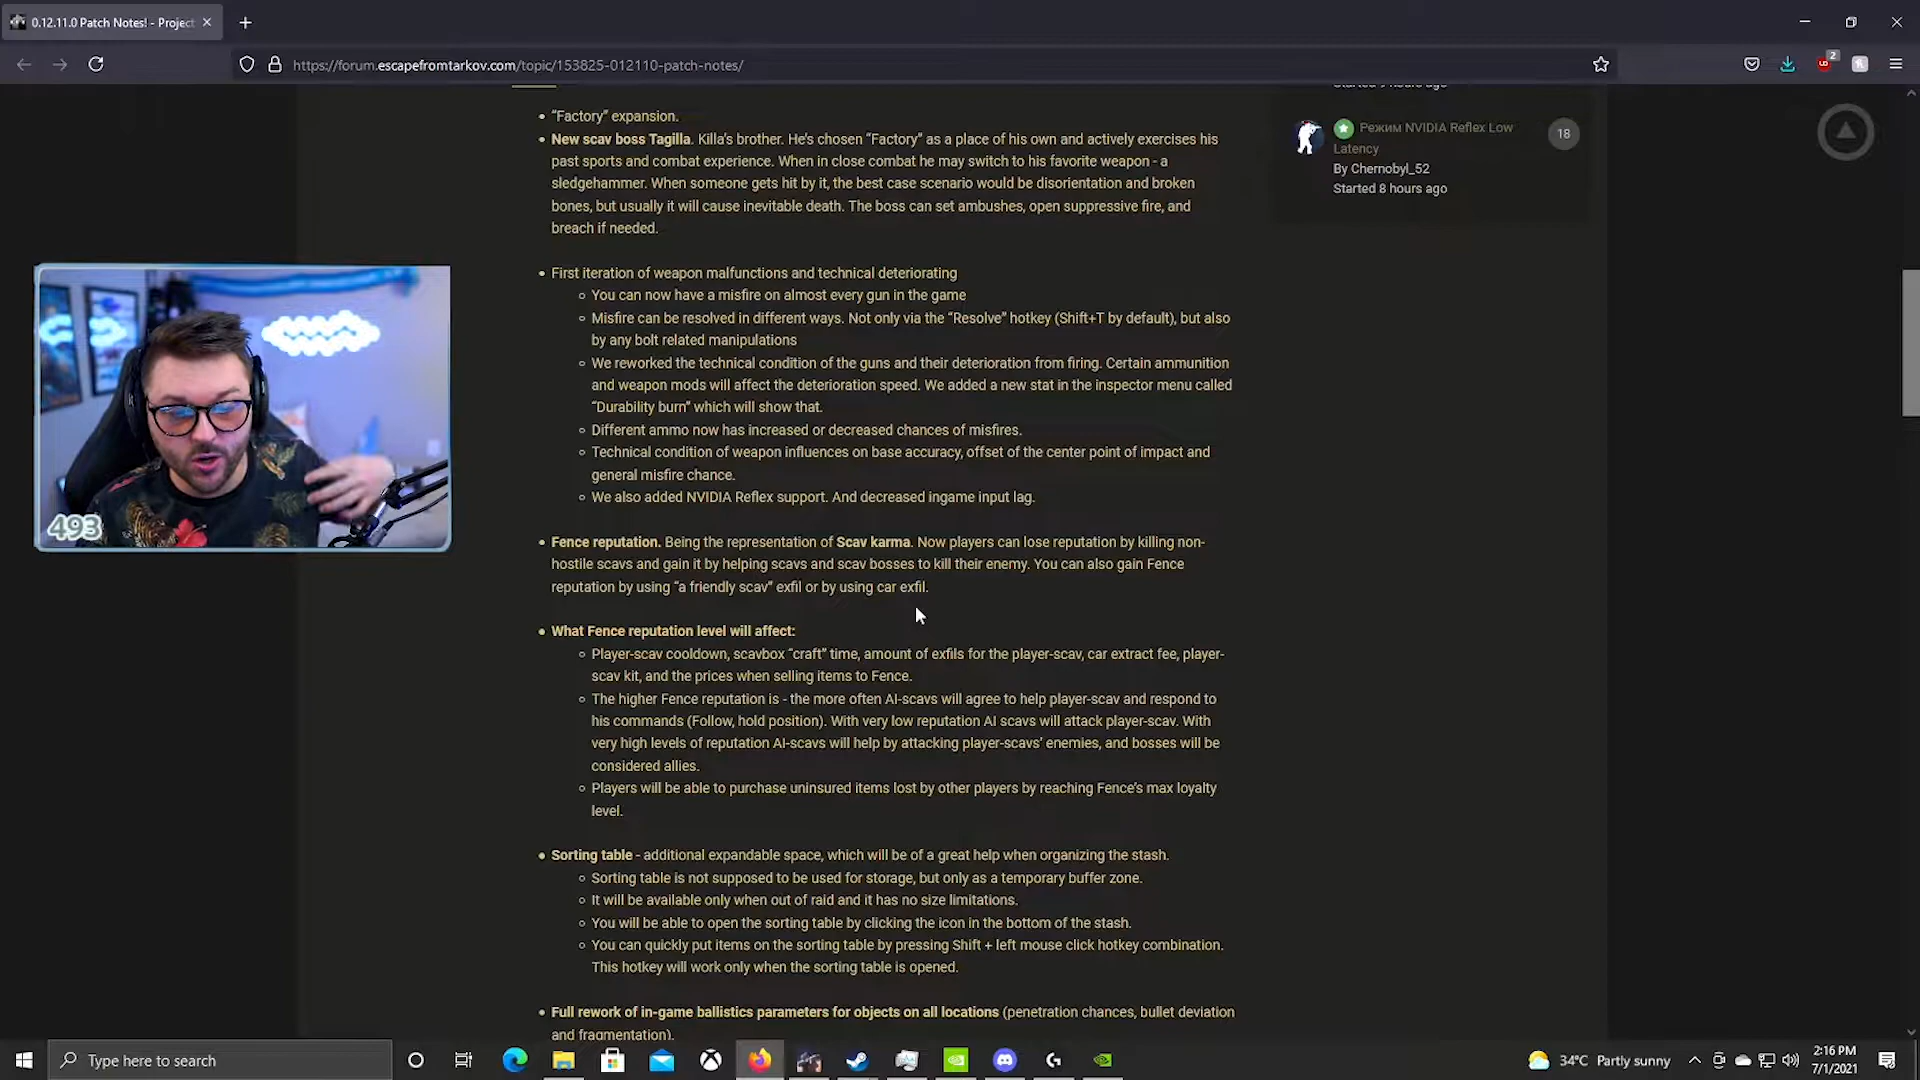 0.12.11.0 Patch Notes! - Project
https://forum.escapefromtarkov.com/topic/153825-012110-patch-notes/
2
“Factory” expansion.
New scav boss Tagilla. Killa's brother. He's chosen “Factory” as a place of his own and actively exercises his
past sports and combat experience. When in close combat he may switch to his favorite weapon - a
sledgehammer. When someone gets hit by it, the best case scenario would be disorientation and broken
bones, but usually it will cause inevitable death. The boss can set ambushes, open suppressive fire, and
breach if needed.
First iteration of weapon malfunctions and technical deteriorating
You can now have a misfire on almost every gun in the game
Misfire can be resolved in different ways. Not only via the “Resolve” hotkey (Shift+T by default), but also
by any bolt related manipulations
We reworked the technical condition of the guns and their deterioration from firing. Certain ammunition
and weapon mods will affect the deterioration speed. We added a new stat in the inspector menu called
“Durability burn” which will show that.
Different ammo now has increased or decreased chances of misfires.
Technical condition of weapon influences on base accuracy, offset of the center point of impact and
general misfire chance.
We also added NVIDIA Reflex support. And decreased ingame input lag.
Fence reputation. Being the representation of Scav karma. Now players can lose reputation by killing non-
hostile scavs and gain it by helping scavs and scav bosses to kill their enemy. You can also gain Fence
reputation by using “a friendly scav” exfil or by using car exfil.
What Fence reputation level will affect:
Player-scav cooldown, scavbox “craft” time, amount of exfils for the player-scav, car extract fee, player-
scav kit, and the prices when selling items to Fence.
The higher Fence reputation is - the more often AI-scavs will agree to help player-scav and respond to
his commands (Follow, hold position). With very low reputation AI scavs will attack player-scav. With
very high levels of reputation AI-scavs will help by attacking player-scavs’ enemies, and bosses will be
considered allies.
Players will be able to purchase uninsured items lost by other players by reaching Fence's max loyalty
level.
Sorting table - additional expandable space, which will be of a great help when organizing the stash.
Sorting table is not supposed to be used for storage, but only as a temporary buffer zone.
It will be available only when out of raid and it has no size limitations.
You will be able to open the sorting table by clicking the icon in the bottom of the stash.
You can quickly put items on the sorting table by pressing Shift + left mouse click hotkey combination.
This hotkey will work only when the sorting table is opened.
Full rework of in-game ballistics parameters for objects on all locations (penetration chances, bullet deviation
and fragmentation).
Started 9 hours ago
Режим NVIDIA Reflex Low
Latency
By Chernobyl_52
Started 8 hours ago
18
493
Type here to search
34°C Partly sunny
2:16 PM
7/1/2021